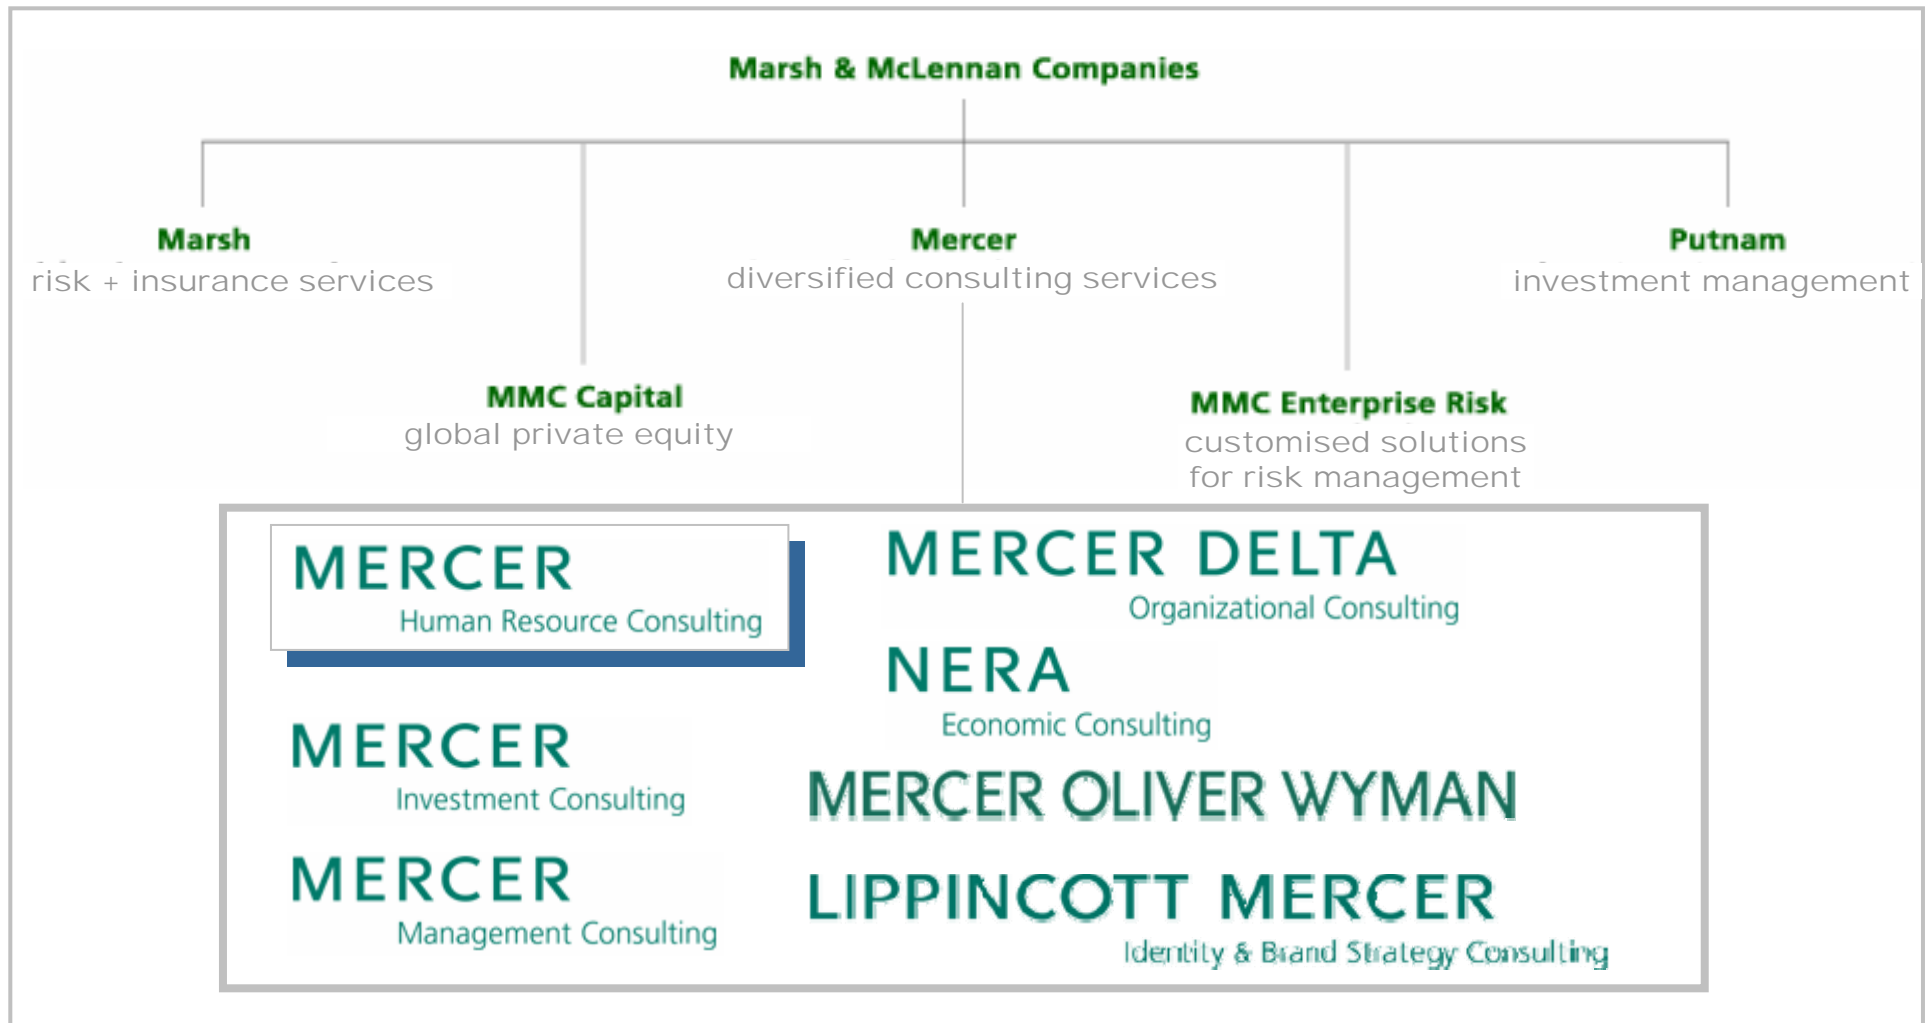 Marsh & McLennan Companies
Marsh
risk + insurance services
Mercer
diversified consulting services
Putnam
investment management
MMC Capital
global private equity
MMC Enterprise Risk
customised solutions
for risk management
MERCER
Human Resource Consulting
MERCER
Investment Consulting
MERCER
Management Consulting
MERCER DELTA
Organizational Consulting
NERA
Economic Consulting
MERCER OLIVER WYMAN
LIPPINCOTT MERCER
Identity & Brand Strategy Consulting